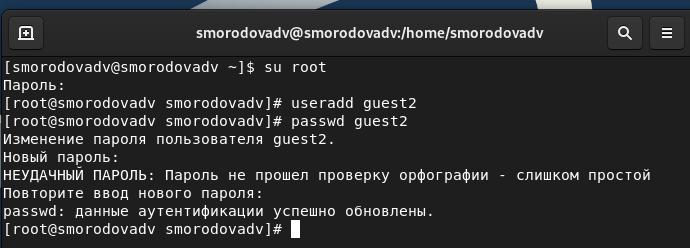 smorodovadv@smorodovadv:/home/smorodovadv
[smorodovadv@smorodovadv ~]$ su root
Пароль:
[root@smorodovadv smorodovadv]# useradd guest2
[root@smorodovadv smorodovadv]# passwd guest2
Изменение пароля пользователя guest2.
Новый пароль:
НЕУДАЧНЫЙ ПАРОЛЬ: Пароль не прошел проверку орфографии - слишком простой
Повторите ввод нового пароля:
passwd: данные аутентификации успешно обновлены.
[root@smorodovadv smorodovadv]#